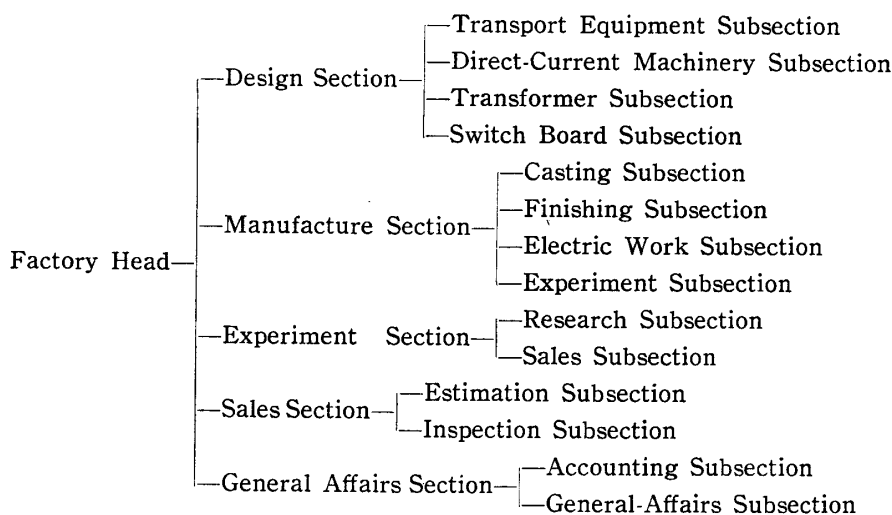 Transport Equipment Subsection
Design Section
Direct-Current Machinery Subsection
Transformer Subsection
Switch Board Subsection
Casting Subsection
Manufacture Section
Finishing Subsection
Electric Work Subsection
Factory Head
Experiment Subsection
Experiment Section
Research Subsection
Sales Subsection
Sales Section
Estimation Subsection
Inspection Subsection
General Affairs Section
Accounting Subsection
General-Affairs Subsection